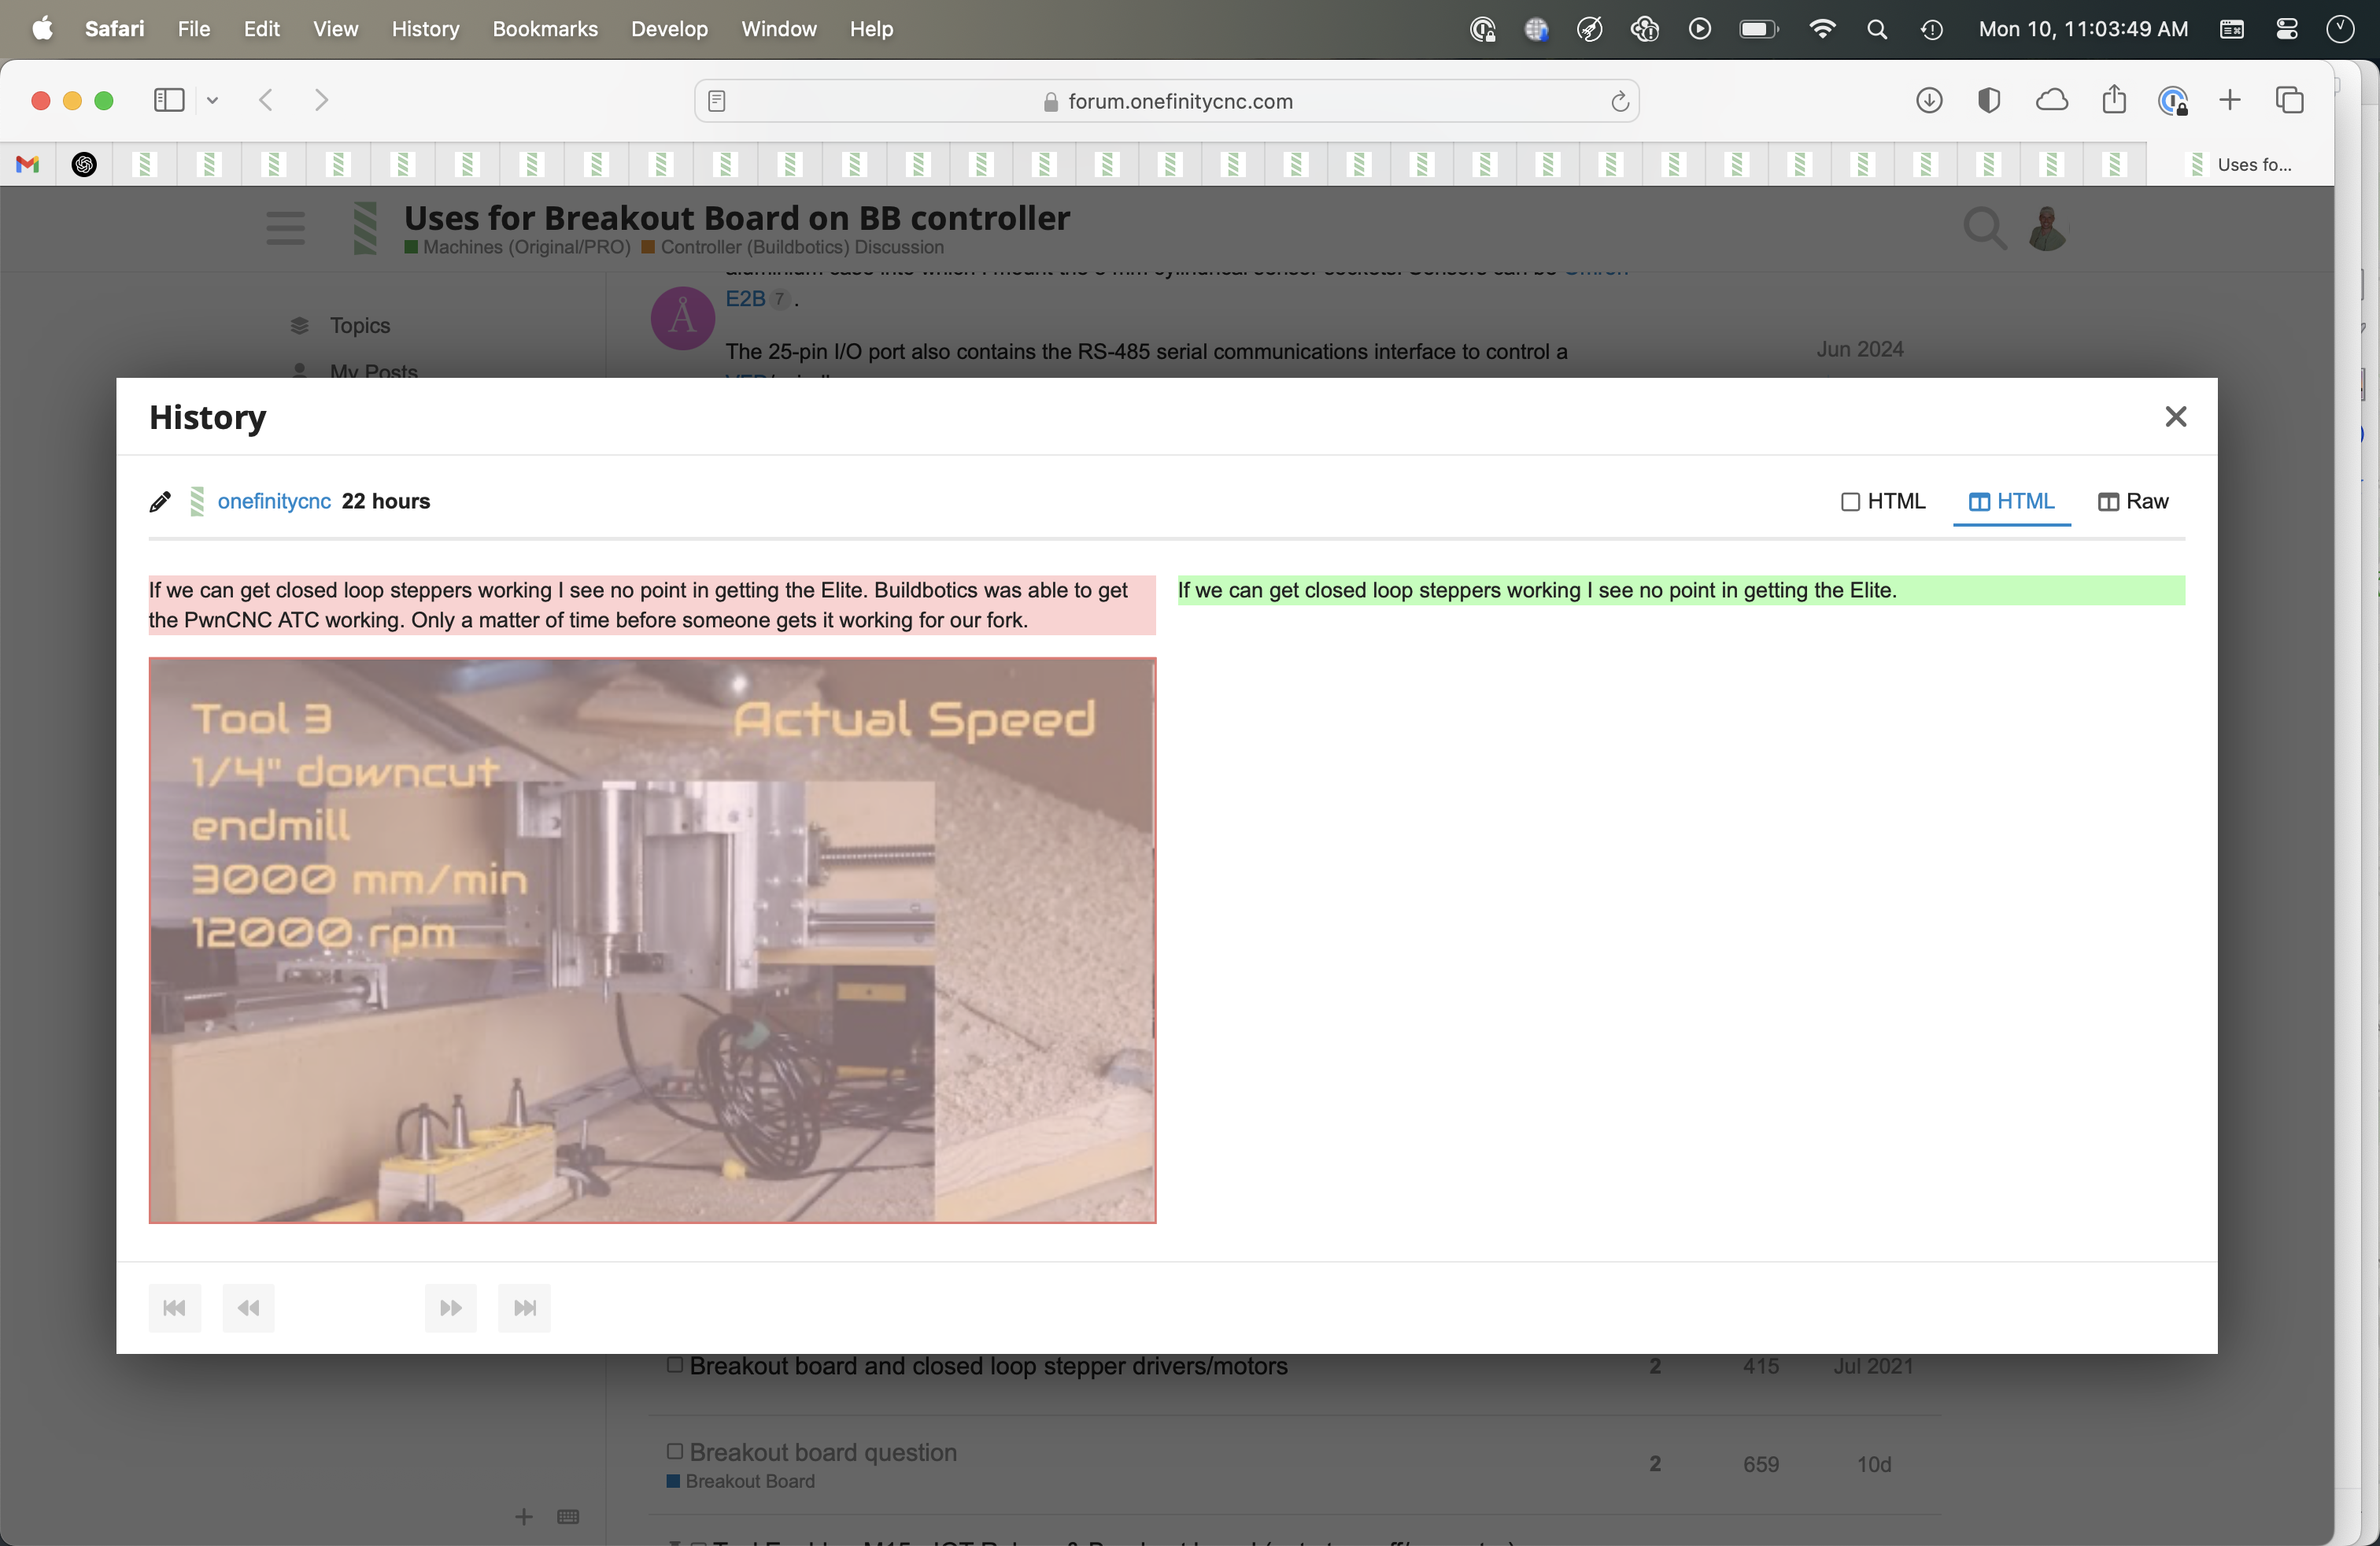 Safari File Edit View History Bookmarks Develop Window Help Mon 10, 11:03:49 AM
forum.onefinitycnc.com
Uses fo...
Uses for Breakout Board on BB controller
Machines (Original/PRO) Controller (Buildbotics) Discussion
E2B 7 .
Topics
The 25-pin I/O port also contains the RS-485 serial communications interface to control a
Jun 2024
My Posts
History
onefinitycnc 22 hours
HTML HTML Raw
If we can get closed loop steppers working I see no point in getting the Elite. Buildbotics was able to get
the PwnCNC ATC working. Only a matter of time before someone gets it working for our fork.
If we can get closed loop steppers working I see no point in getting the Elite.
Tool 3
Actual Speed
1/4" downcut
endmill
3000 mm/min
12000 rpm
Breakout board and closed loop stepper drivers/motors 2 415 Jul 2021
Breakout board question 2 659 10d
Breakout Board